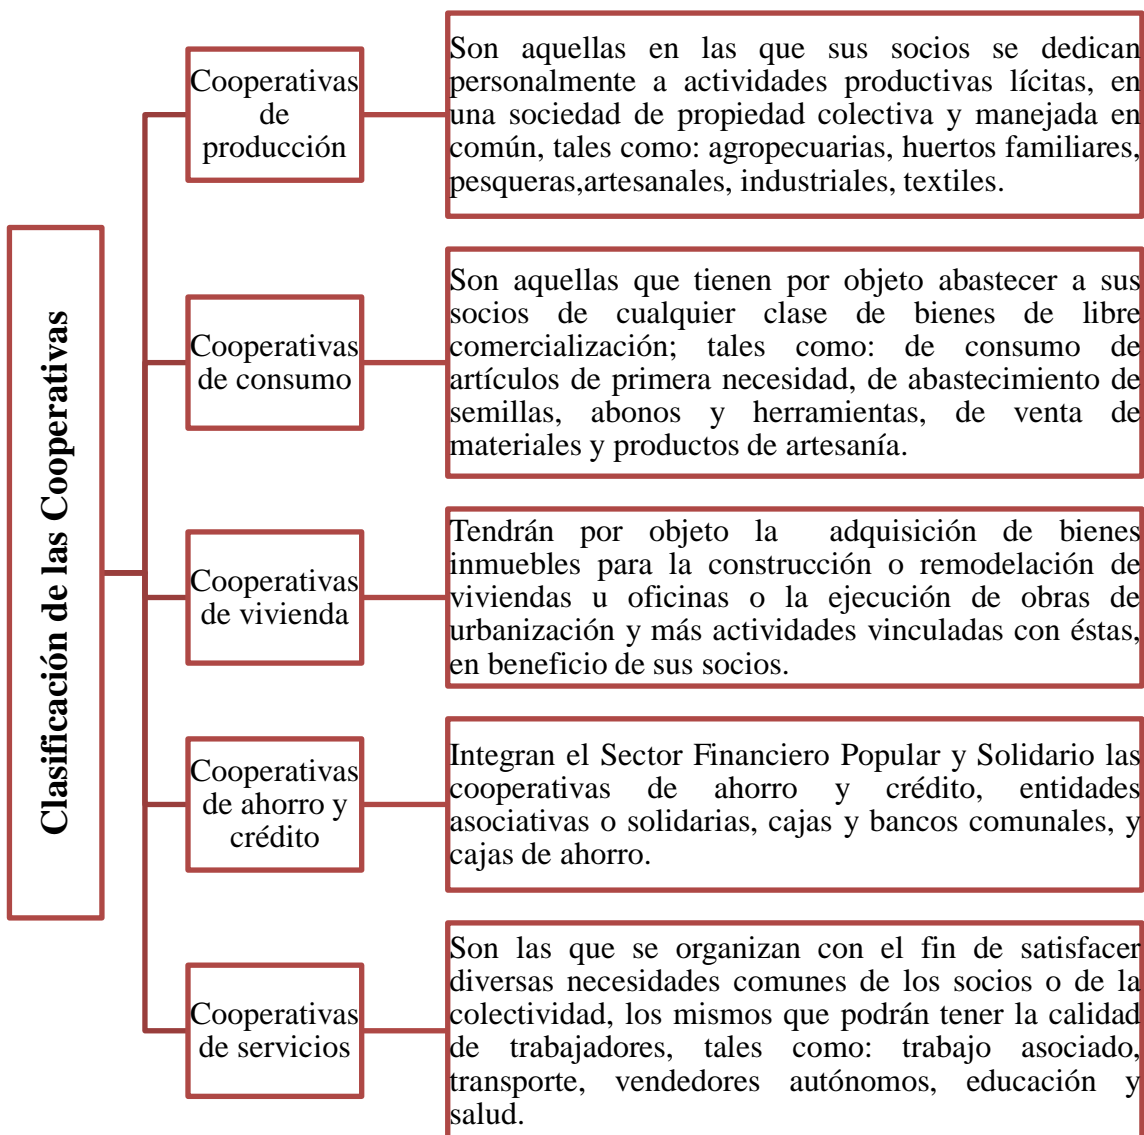 Clasificación de las Cooperativas
Cooperativas
de
producción
Son aquellas en las que sus socios se dedican
personalmente a actividades productivas lícitas, en
una sociedad de propiedad colectiva y manejada en
común, tales como: agropecuarias, huertos familiares,
pesqueras,artesanales, industriales, textiles.
Cooperativas
de consumo
Son aquellas que tienen por objeto abastecer a sus
socios de cualquier clase de bienes de libre
comercialización; tales como: de consumo de
artículos de primera necesidad, de abastecimiento de
semillas, abonos y herramientas, de venta de
materiales y productos de artesanía.
Cooperativas
de vivienda
Tendrán por objeto la adquisición de bienes
inmuebles para la construcción o remodelación de
viviendas u oficinas o la ejecución de obras de
urbanización y más actividades vinculadas con éstas,
en beneficio de sus socios.
Cooperativas
de ahorro y
crédito
Integran el Sector Financiero Popular y Solidario las
cooperativas de ahorro y crédito, entidades
asociativas o solidarias, cajas y bancos comunales, y
cajas de ahorro.
Cooperativas
de servicios
Son las que se organizan con el fin de satisfacer
diversas necesidades comunes de los socios o de la
colectividad, los mismos que podrán tener la calidad
de trabajadores, tales como: trabajo asociado,
transporte, vendedores autónomos, educación y
salud.